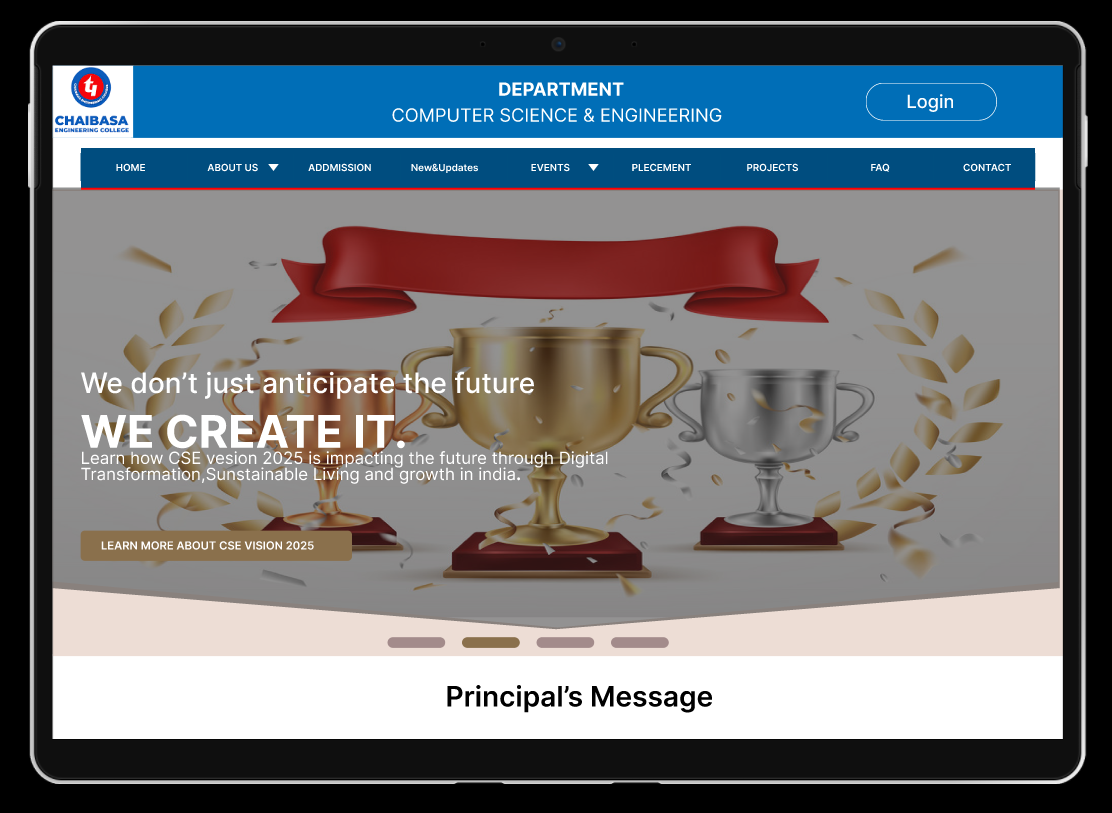 CHAIBASA
ENGINEERING COLLEGE
DEPARTMENT
COMPUTER SCIENCE & ENGINEERING
Login
HOME
ABOUT US
ADDMISSION
New&Updates
EVENTS
PLECEMENT
PROJECTS
FAQ
CONTACT
We don’t just anticipate the future
WE CREATE IT.
Learn how CSE vesion 2025 is impacting the future through Digital
Transformation,Sunstainable Living and growth in india.
LEARN MORE ABOUT CSE VISION 2025
Principal’s Message